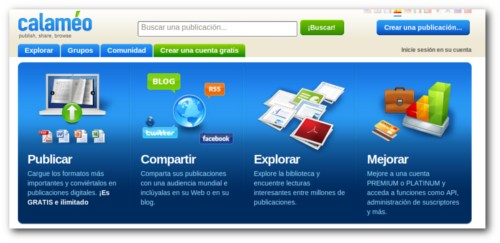 calaméo
publish, share, browse
Buscar una publicación...
¡Buscar!
Crear una publicación...
Explorar
Grupos
Comunidad
Crear una cuenta gratis
Inicie sesión en su cuenta
BLOG
RSS
twitter
facebook
Publicar
Cargue los formatos más
importantes y conviértolos en
publicaciones digitales. ¡Es
GRATIS e ilimitado
Compartir
Comparta sus publicaciones
con una audiencia mundial e
inclúyalas en su Web o en su
blog.
Explorar
Explore la biblioteca y
encuentre lecturas
interesantes entre millones de
publicaciones.
Mejorar
Mejore a una cuenta
PREMIUM o PLATINUM y
acceda a funciones como API,
administración de suscriptores
y más.